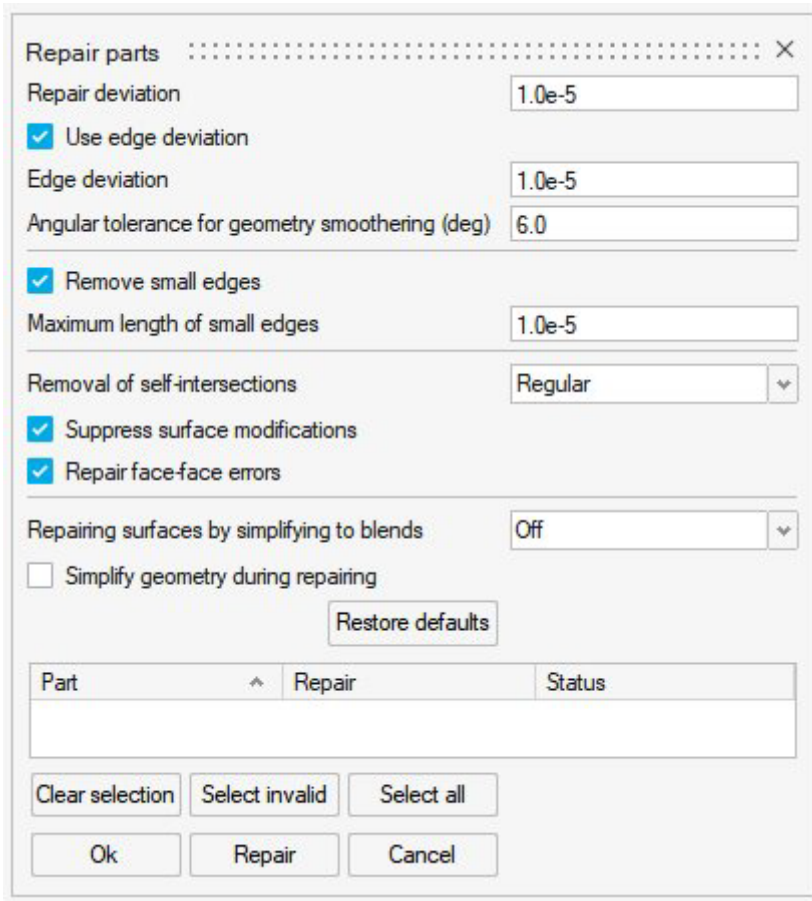 Repair parts
Repair deviation 1.0e-5
Use edge deviation
Edge deviation 1.0e-5
Angular tolerance for geometry smoothering (deg) 6.0
Remove small edges
Maximum length of small edges 1.0e-5
Removal of self-intersections Regular
Suppress surface modifications
Repair face-face errors
Repairing surfaces by simplifying to blends Off
Simplify geometry during repairing
Restore defaults
Part Repair Status
Clear selection Select invalid Select all
Ok Repair Cancel